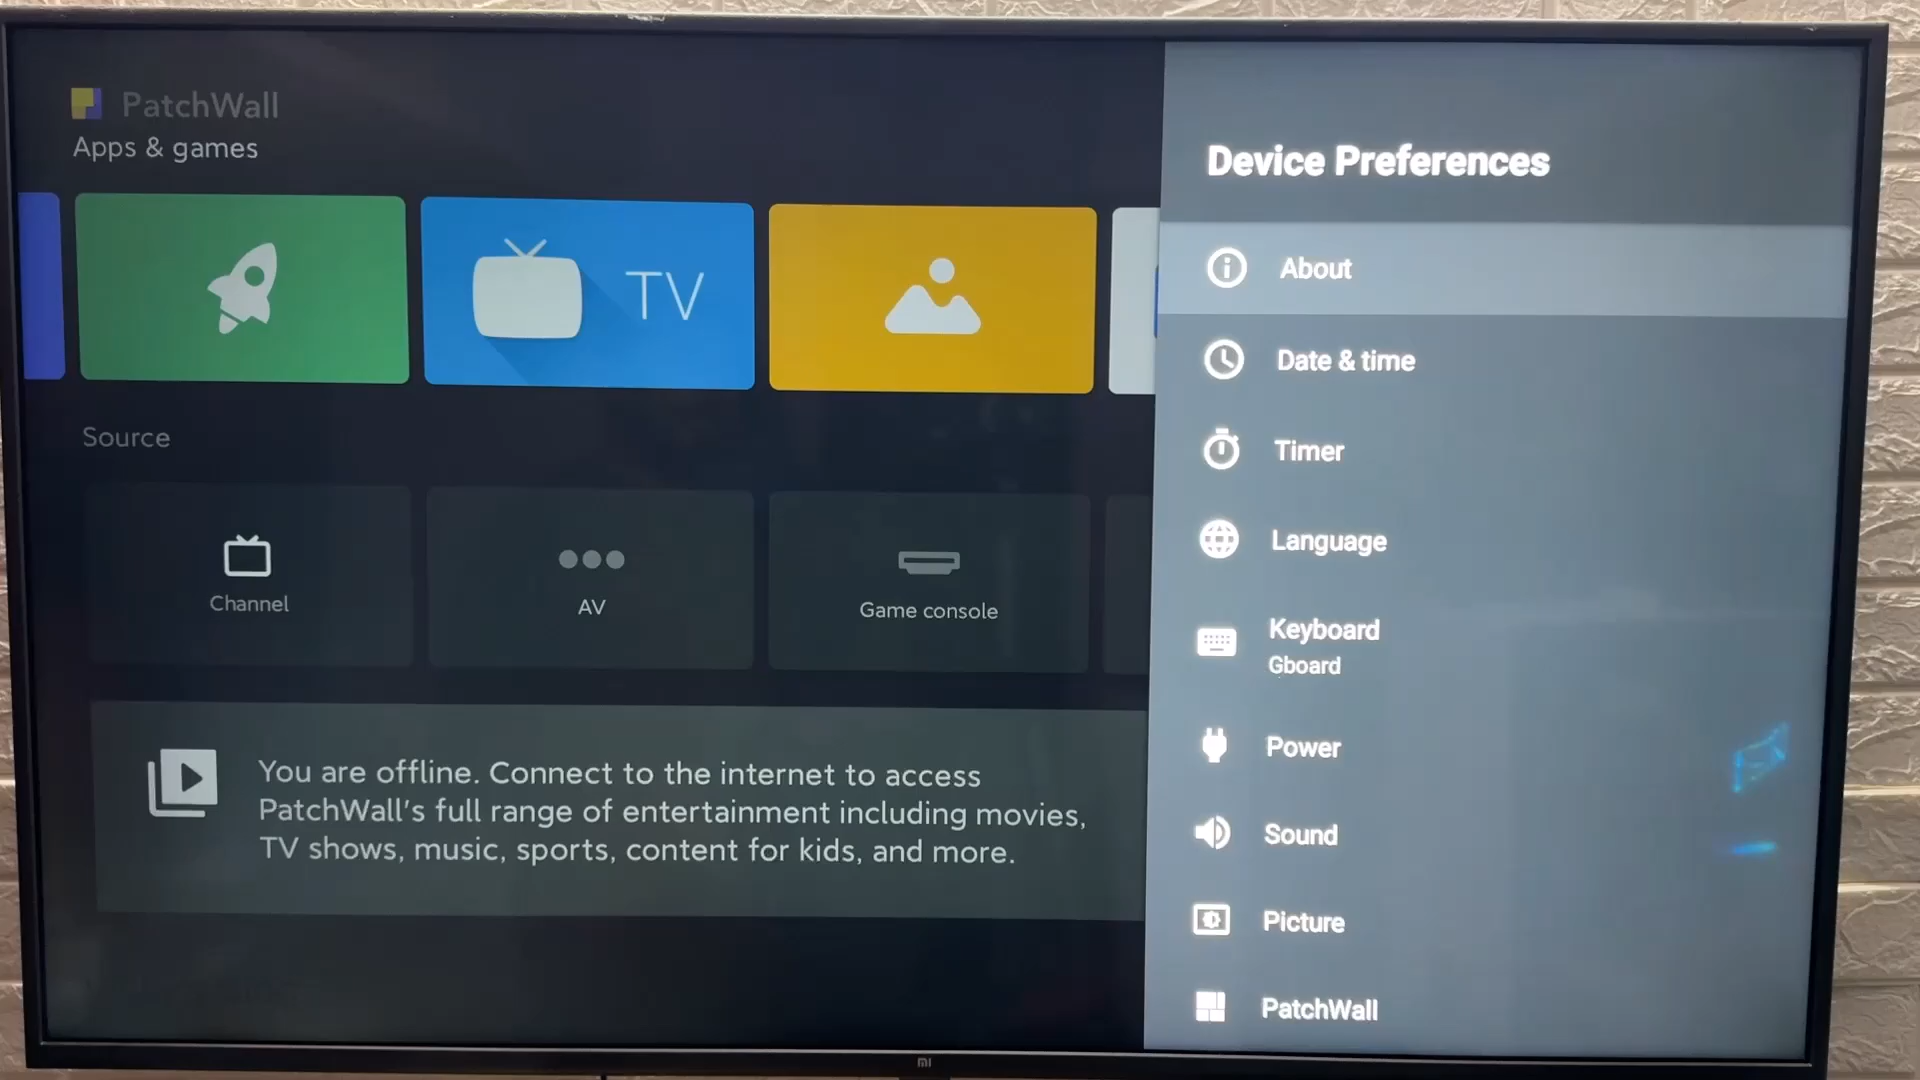 PatchWall
Apps & games
TV
Source
Channel
AV
Game console
You are offline. Connect to the internet to access
PatchWall's full range of entertainment including movies,
TV shows, music, sports, content for kids, and more.
Device Preferences
About
Date & time
Timer
Language
Keyboard
Gboard
Power
Sound
Picture
PatchWall
mi